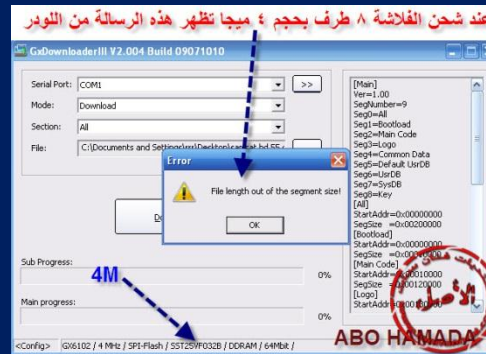 عند شحن الفلاشة ٨ طرف بحجم ٤ ميجا تظهر هذه الرسالة من اللودر
GxDownloaderIII V2.004 Build 09071010
Serial Port: COM1 >>
Mode: Download
Section: All
File: C:\Documents and
Error
File length out of the segment size!
OK
[Main]
Ver=1.00
SegNumber=9
Seg0=All
Seg1=Bootload
Seg2=Main Code
Seg3=Logo
Seg4=Common Data
Seg5=Default UsrDB
Seg6=UsrDB
Seg7=SysDB
Seg8=Key
[All]
StartAddr=0x00000000
SegSize =0x00200000
[Bootload]
StartAddr=0x00000000
SegSize
[Main Code]
SegSize
[Logo]
Sub Progress:
0%
4M
Main progress:
0%
<Config> GX6102 / 4 MHz / SPI-Flash / SST25VF032B / DDRAM / 64Mbit /
الأصل
ABO HAMADA